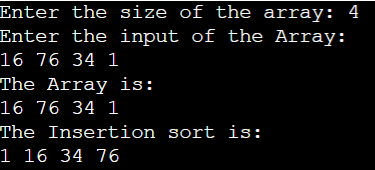 Enter the size of the array: 4
Enter the input of the Array:
16 76 34 1
The Array is:
16 76 34 1
The Insertion sort is:
1 16 34 76